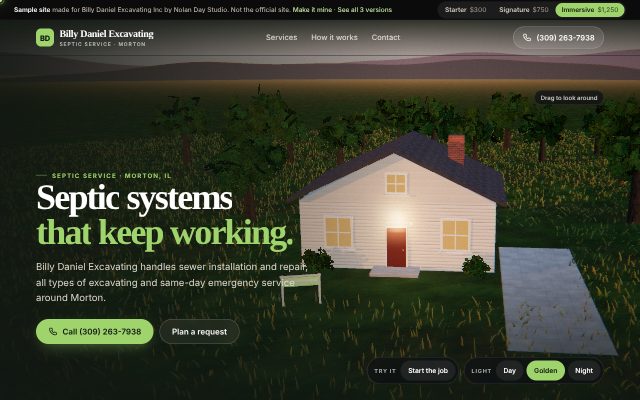 Sample site made for Billy Daniel Excavating Inc by Nolan Day Studio. Not the official site. Make it mine · See all 3 versions
Starter $300 Signature $750 Immersive $1,250
BD Billy Daniel Excavating
SEPTIC SERVICE · MORTON
Services How it works Contact
(309) 263-7938
Drag to look around
SEPTIC SERVICE · MORTON, IL
Septic systems
that keep working.
Billy Daniel Excavating handles sewer installation and repair,
all types of excavating and same-day emergency service
around Morton.
Call (309) 263-7938 Plan a request
TRY IT Start the job LIGHT Day Golden Night